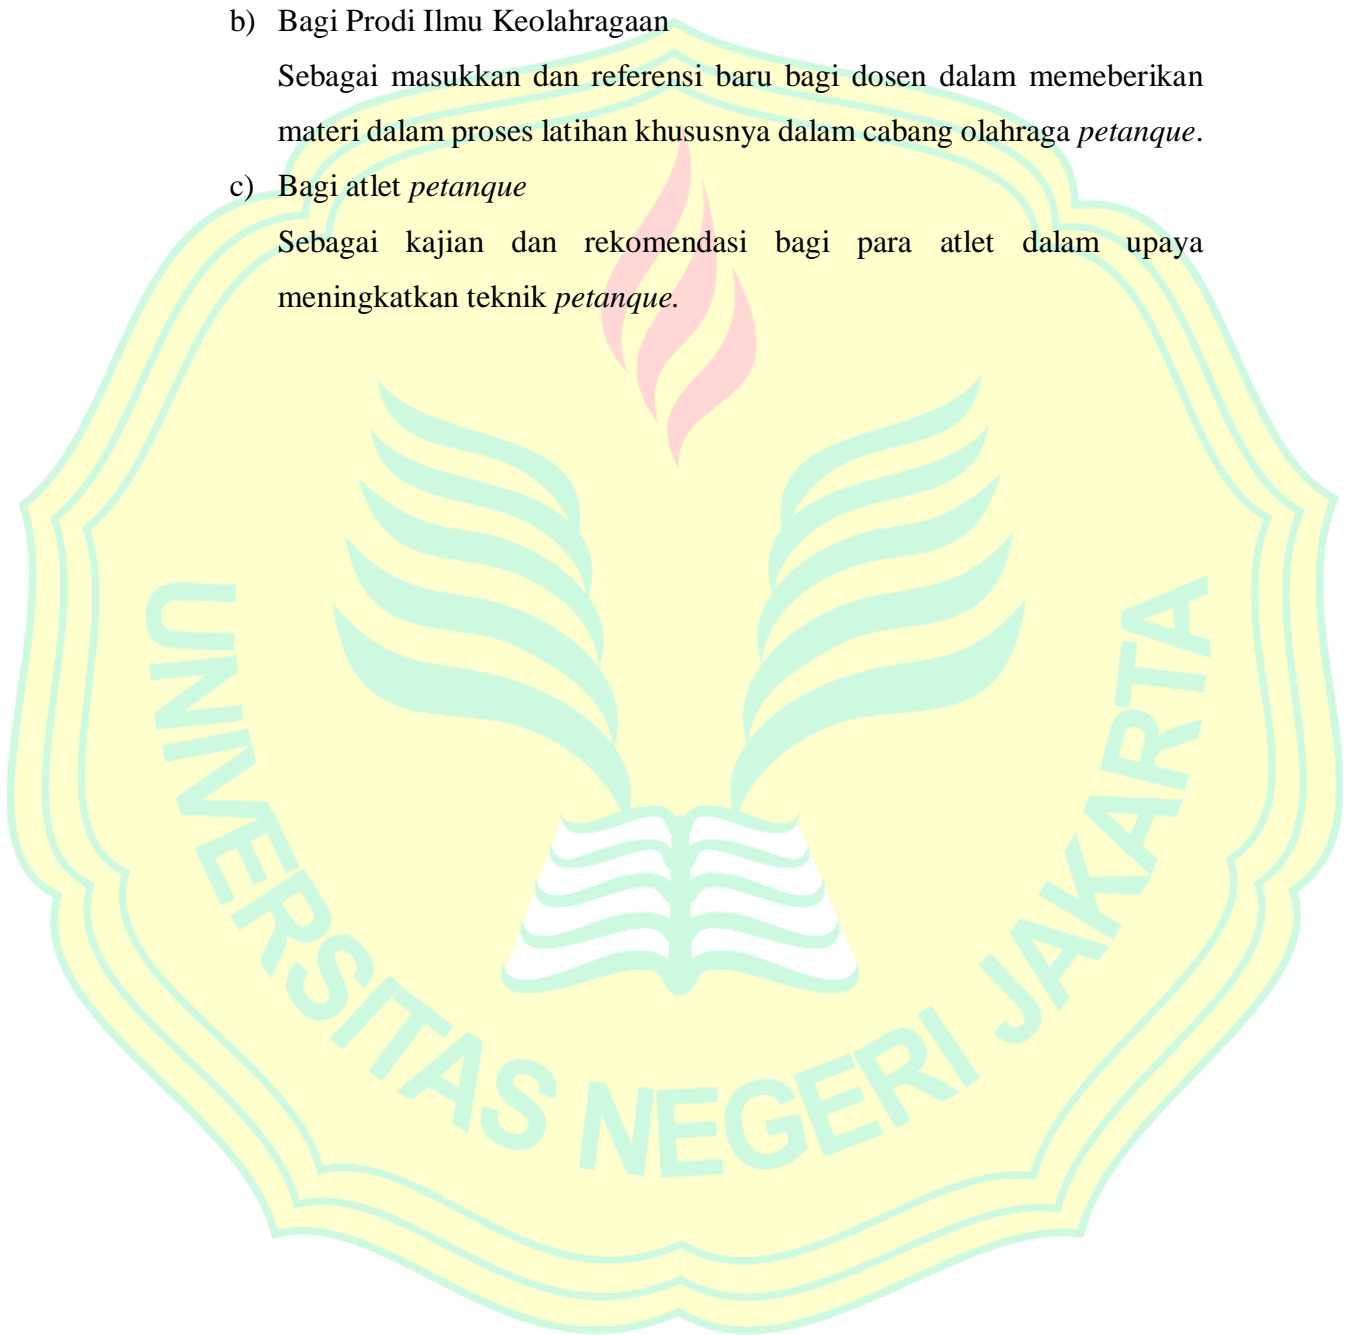 b) Bagi Prodi Ilmu Keolahragaan
Sebagai masukkan dan referensi baru bagi dosen dalam memeberikan
materi dalam proses latihan khususnya dalam cabang olahraga petanque.
c) Bagi atlet petanque
Sebagai kajian dan rekomendasi bagi para atlet dalam upaya
meningkatkan teknik petanque.
UNIVERSITAS NEGERI JAKARTA